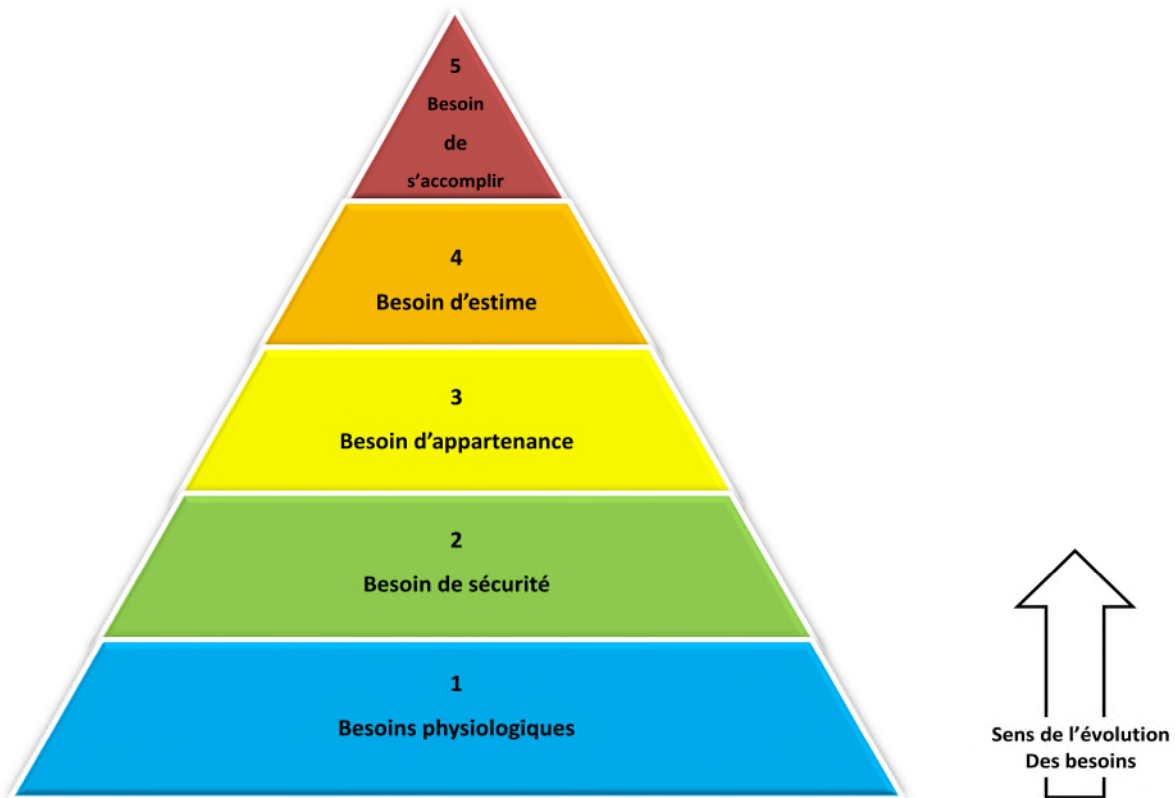 5
Besoin
de
s’accomplir
4
Besoin d’estime
3
Besoin d’appartenance
2
Besoin de sécurité
1
Besoins physiologiques
Sens de l’évolution
Des besoins